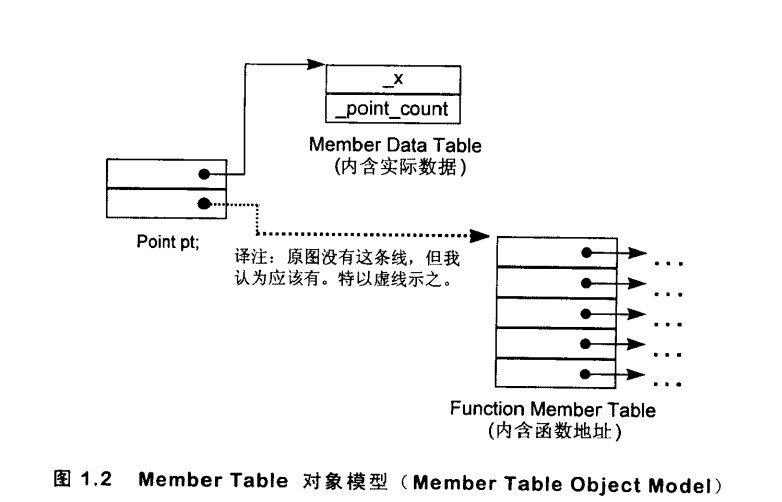 _x
_point_count
Member Data Table
(内含实际数据)
Point pt;
译注：原图没有这条线，但我
认为应该有。特以虚线示之。
...
...
...
...
...
Function Member Table
(内含函数地址)
图 1.2 Member Table 对象模型（Member Table Object Model）